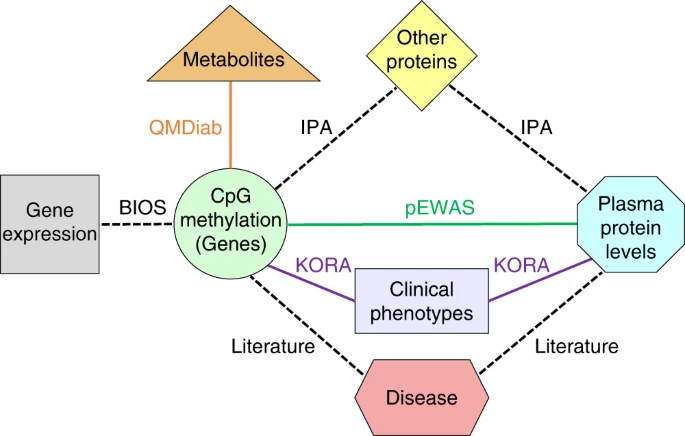 Metabolites
Other
proteins
QMDiab
IPA
IPA
Gene
expression
BIOS
CpG
methylation
(Genes)
pEWAS
Plasma
protein
levels
KORA
KORA
Clinical
phenotypes
Literature
Literature
Disease